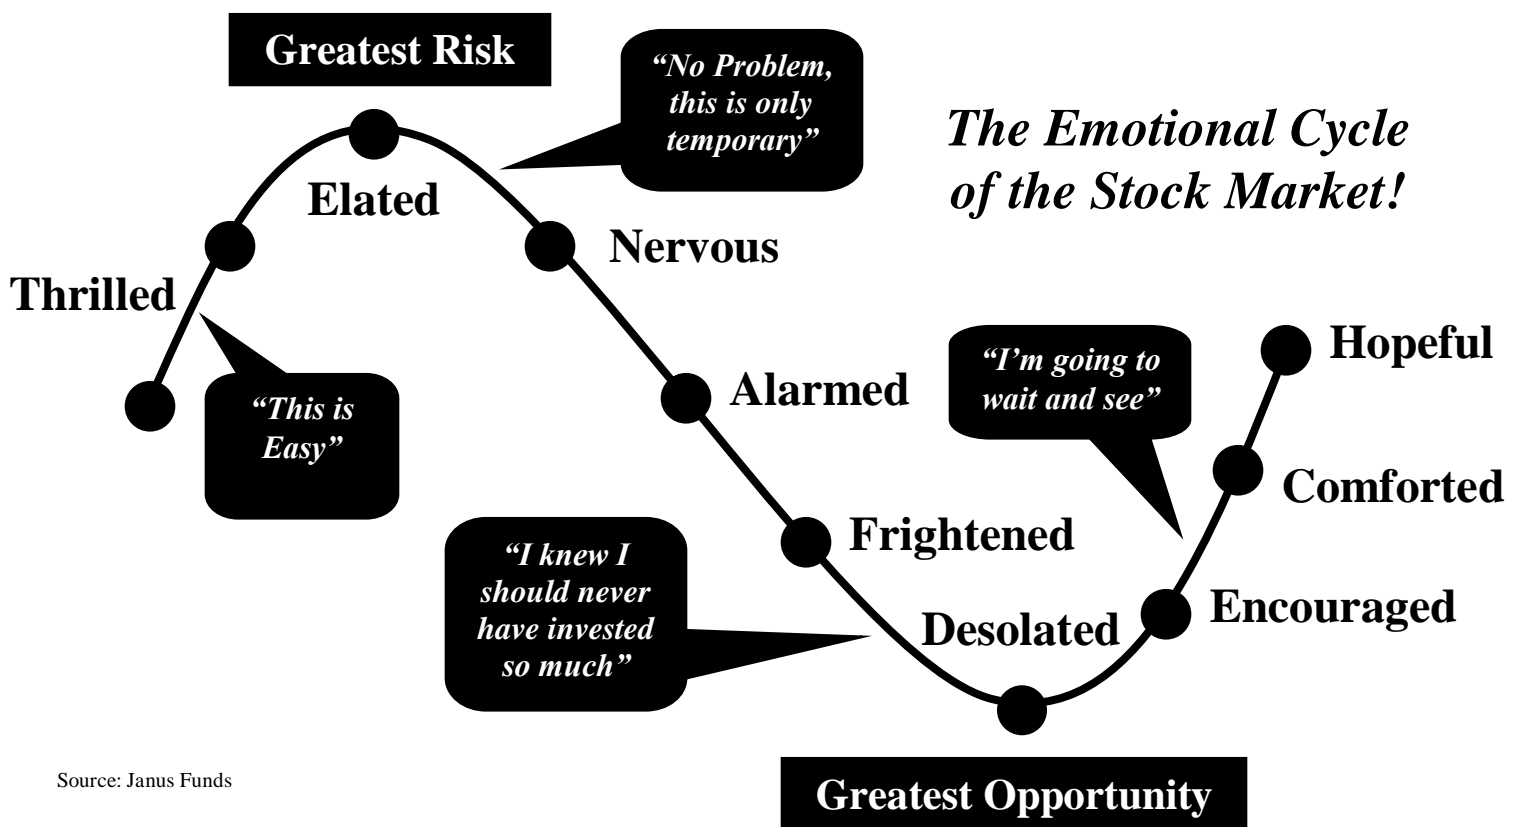 Greatest Risk
“No Problem,
this is only
temporary”
The Emotional Cycle
of the Stock Market!
Elated
Nervous
Thrilled
“This is
Easy”
Alarmed
“I’m going to
wait and see”
Hopeful
Comforted
Frightened
“I knew I
should never
have invested
so much”
Desolated
Encouraged
Source: Janus Funds
Greatest Opportunity